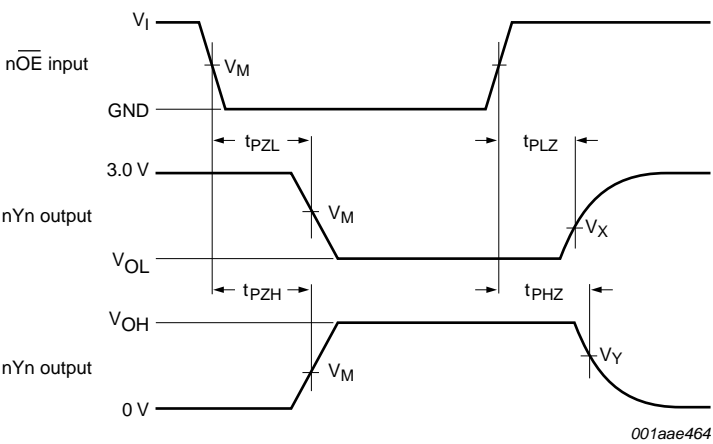 V_I
nO̅E̅ input
V_M
GND
t_PZL
t_PLZ
3.0 V
nYn output
V_M
V_X
V_OL
t_PZH
t_PHZ
V_OH
nYn output
V_M
V_Y
0 V
001aae464